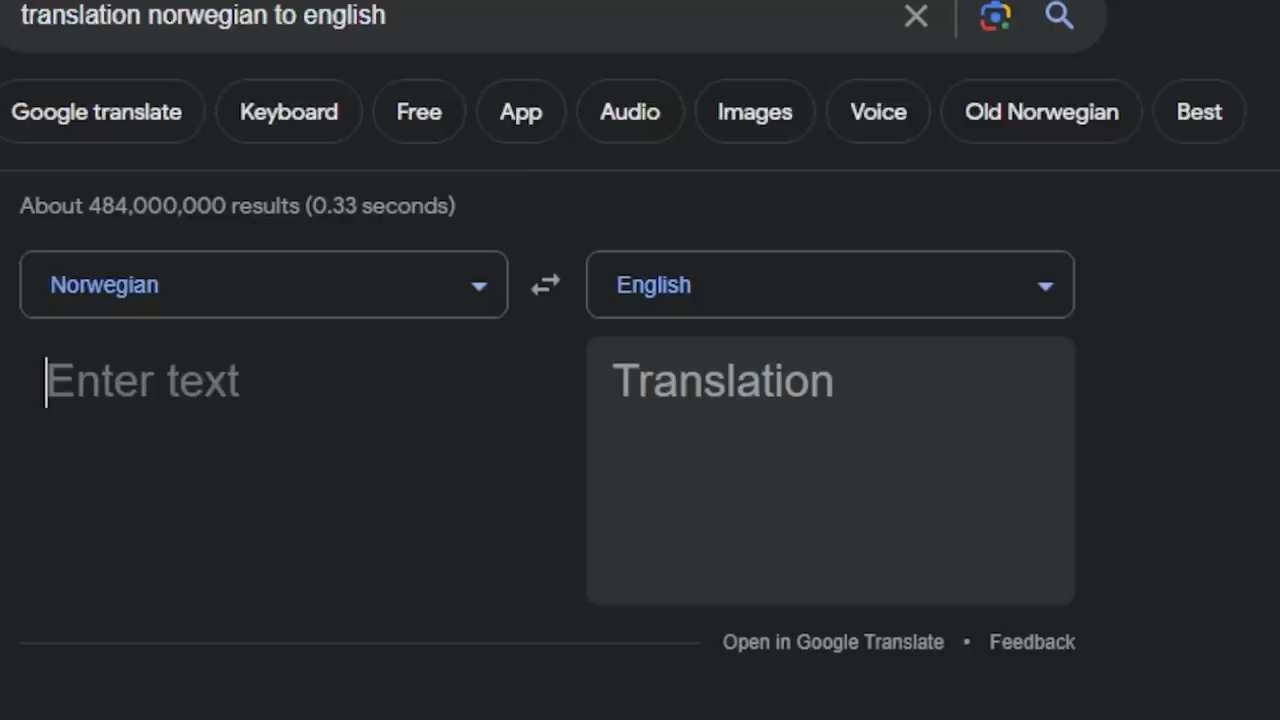 translation norwegian to english
Google translate Keyboard Free App Audio Images Voice Old Norwegian Best
About 484,000,000 results (0.33 seconds)
Norwegian English
Enter text Translation
Open in Google Translate • Feedback